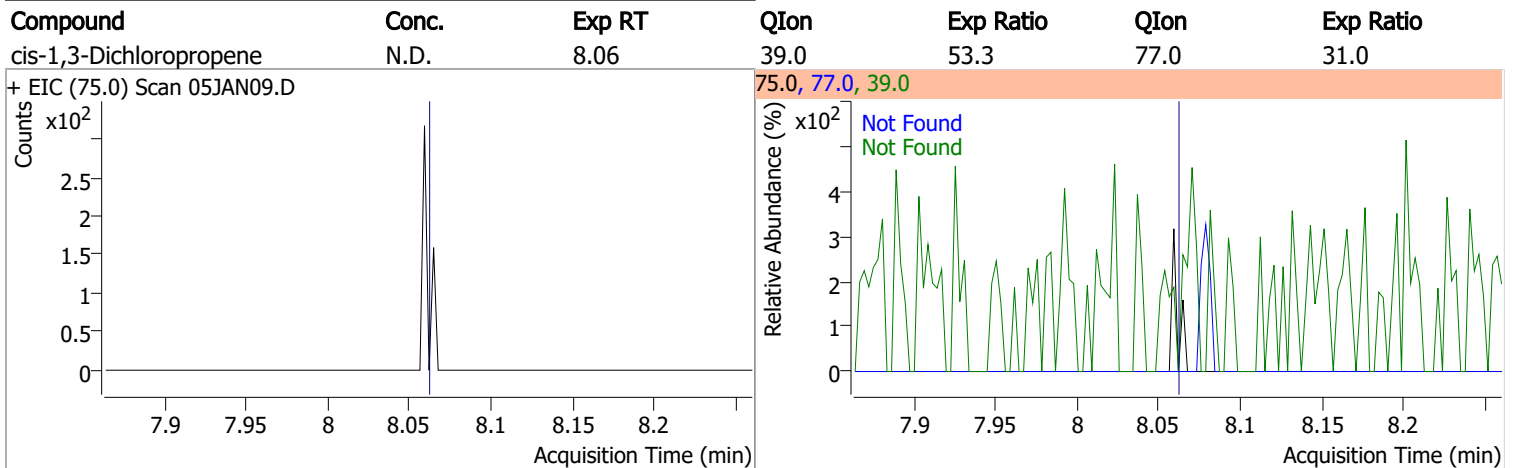 Compound Conc. Exp RT QIon Exp Ratio QIon Exp Ratio
cis-1,3-Dichloropropene N.D. 8.06 39.0 53.3 77.0 31.0
+ EIC (75.0) Scan 05JAN09.D
Counts
x10²
2.5
2
1.5
1
0.5
0
7.9 7.95 8 8.05 8.1 8.15 8.2
Acquisition Time (min)
75.0, 77.0, 39.0
Relative Abundance (%)
x10²
Not Found
Not Found
4
3
2
1
0
7.9 7.95 8 8.05 8.1 8.15 8.2
Acquisition Time (min)